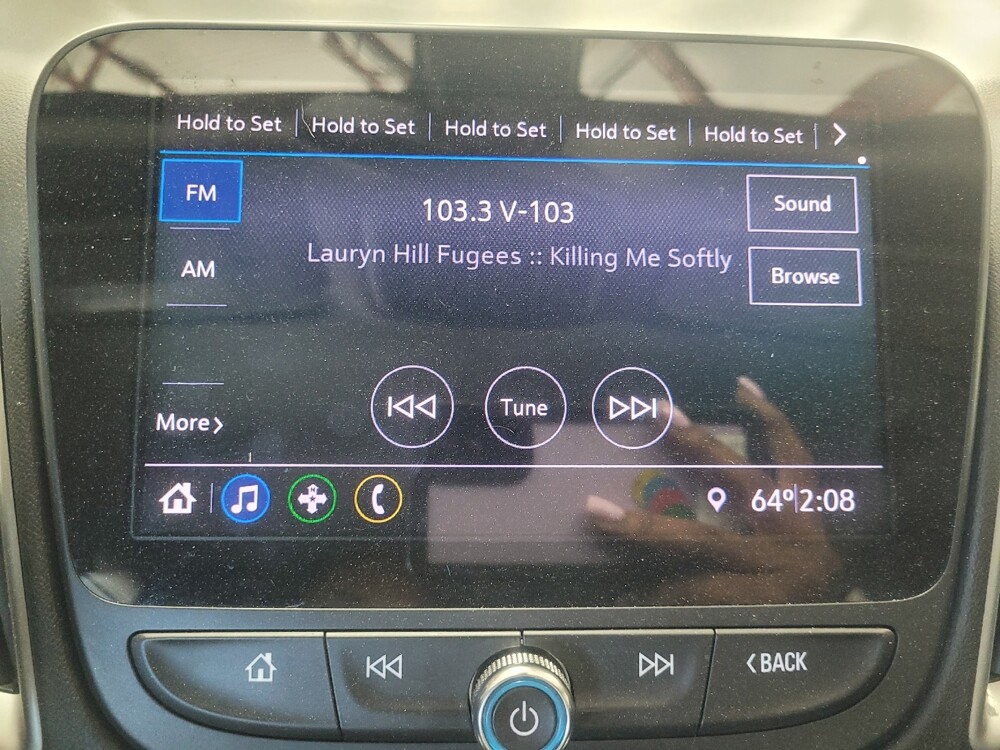 Hold to Set Hold to Set Hold to Set Hold to Set Hold to Set
FM
103.3 V-103
Sound
Lauryn Hill Fugees :: Killing Me Softly
AM
Browse
More
Tune
64º 2:08
BACK